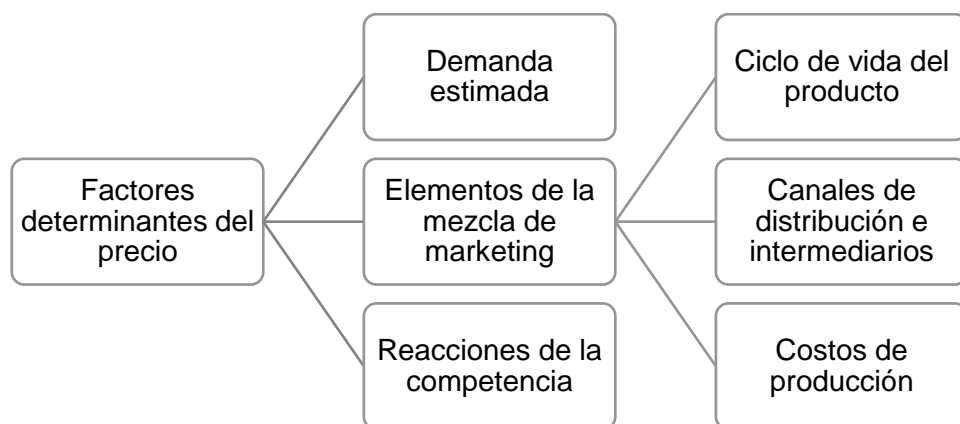 Factores
determinantes del
precio
Demanda
estimada
Elementos de la
mezcla de
marketing
Reacciones de la
competencia
Ciclo de vida del
producto
Canales de
distribución e
intermediarios
Costos de
producción